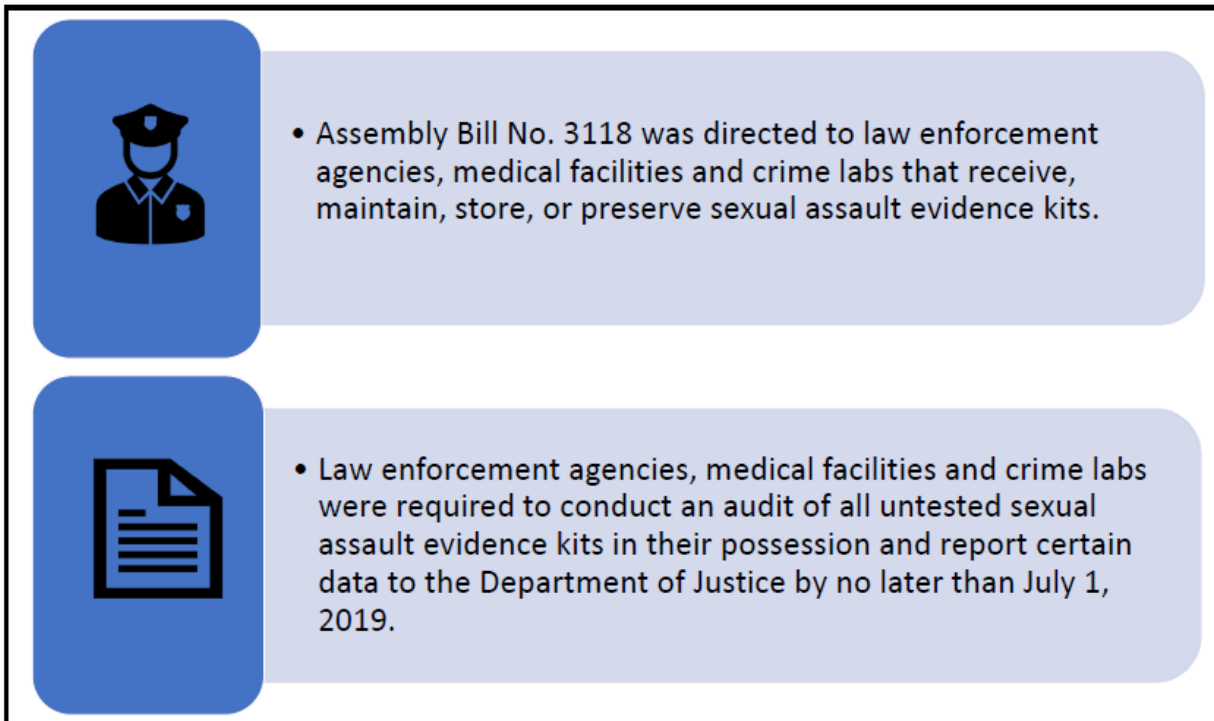 • Assembly Bill No. 3118 was directed to law enforcement
agencies, medical facilities and crime labs that receive,
maintain, store, or preserve sexual assault evidence kits.
• Law enforcement agencies, medical facilities and crime labs
were required to conduct an audit of all untested sexual
assault evidence kits in their possession and report certain
data to the Department of Justice by no later than July 1,
2019.